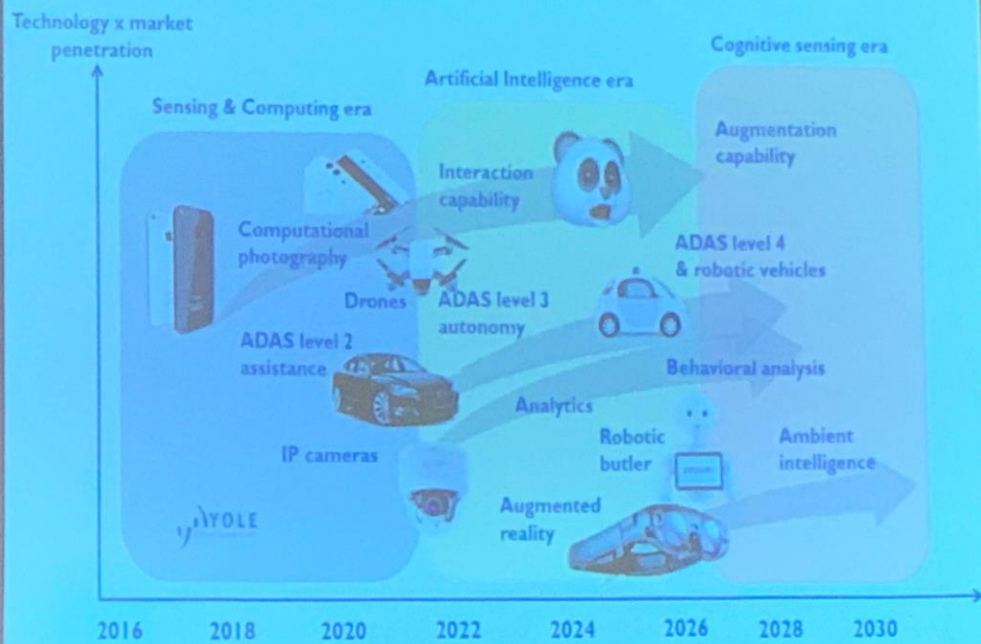 Technology x market
penetration
Cognitive sensing era
Artificial Intelligence era
Sensing & Computing era
Augmentation
capability
Interaction
capability
Computational
photography
ADAS level 4
& robotic vehicles
Drones
ADAS level 3
autonomy
ADAS level 2
assistance
Behavioral analysis
Analytics
IP cameras
Robotic
butler
Ambient
intelligence
Augmented
reality
YOLE
2016 2018 2020 2022 2024 2026 2028 2030